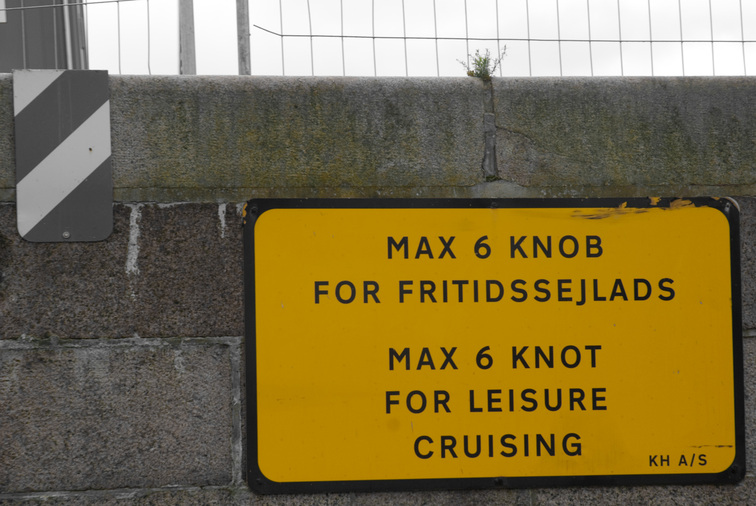 MAX 6 KNOB
FOR FRITIDSSEJLADS
MAX 6 KNOT
FOR LEISURE
CRUISING
KH A/S